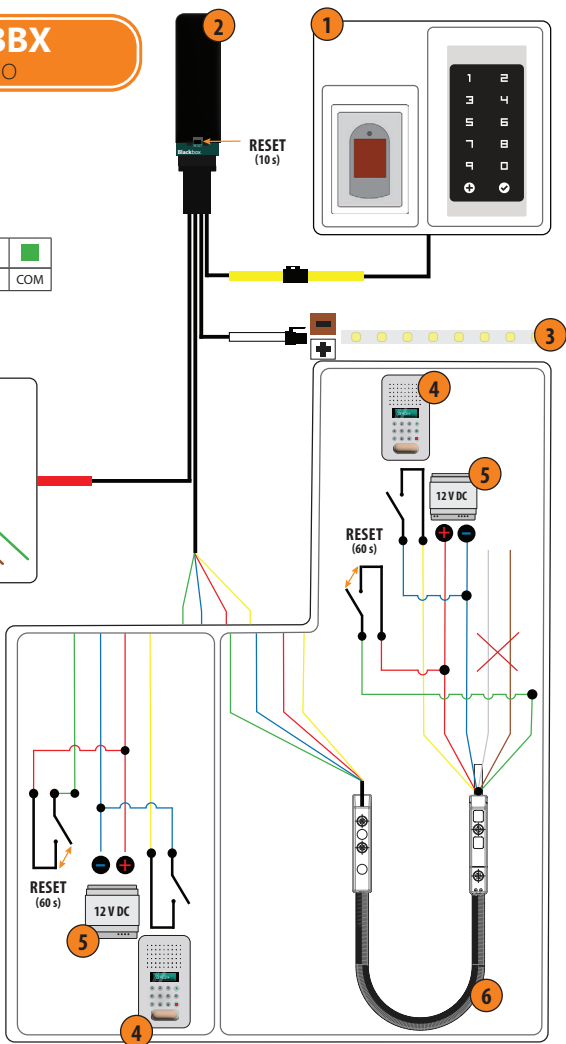 BBX
O
2
1
RESET
(10 s)
Blackbox
1 2
3 4
5 6
7 8
9 0
COM
3
4
5
12 V DC
RESET
(60 s)
RESET
(60 s)
12 V DC
5
4
6